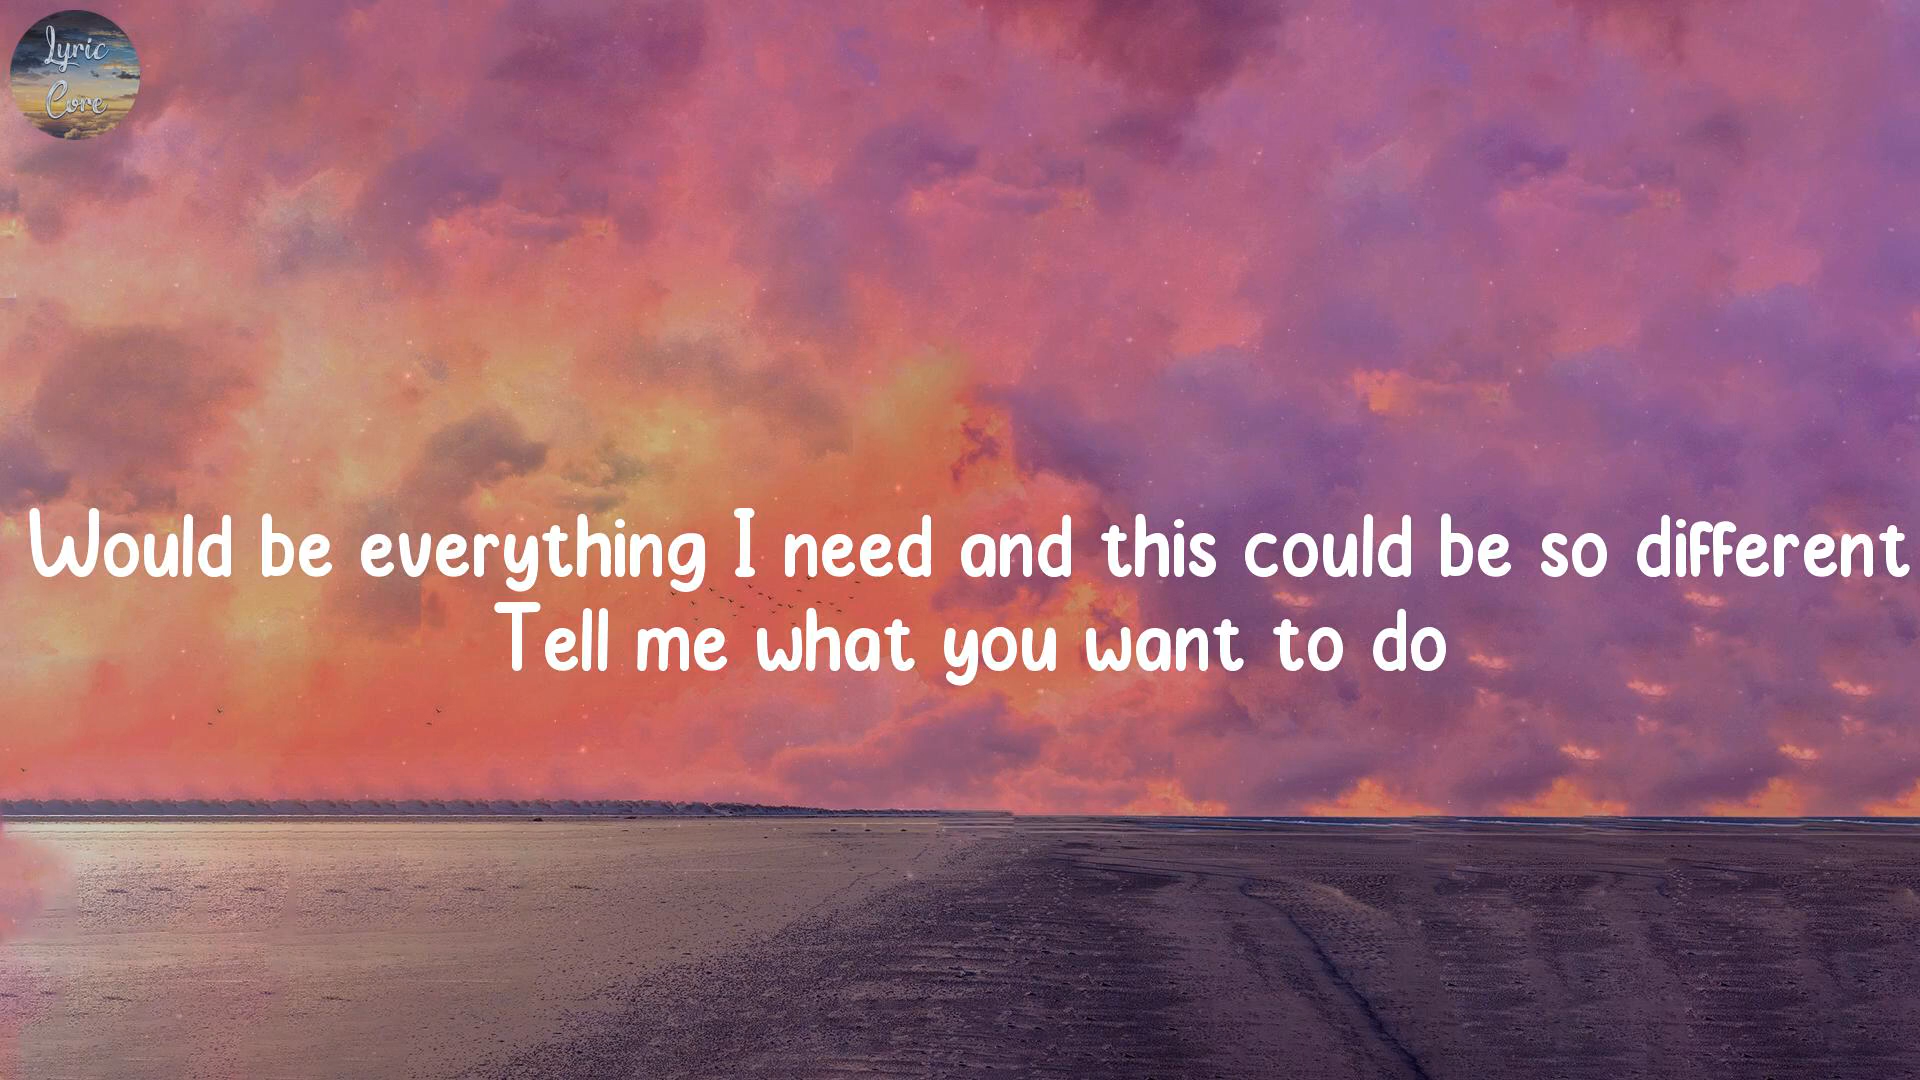 Lyric
Core
Would be everything I need and this could be so different
Tell me what you want to do